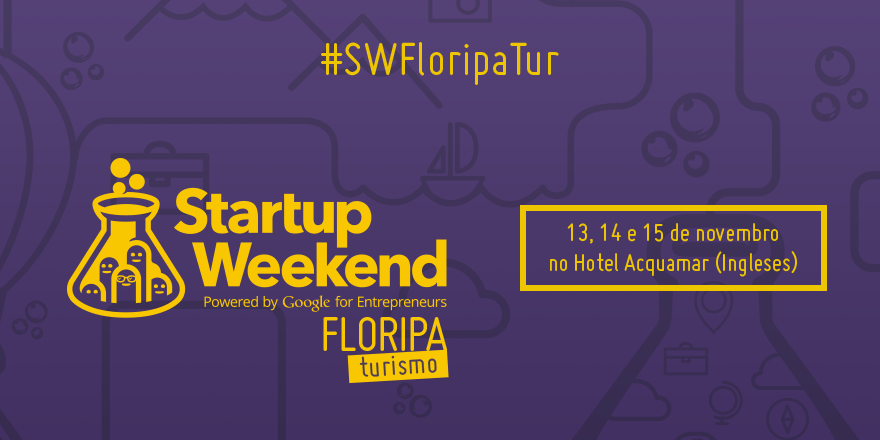 #SWFloripaTur
Startup
Weekend
Powered by Google for Entrepreneurs
FLORIPA
turismo
13, 14 e 15 de novembro
no Hotel Acquamar (Ingleses)